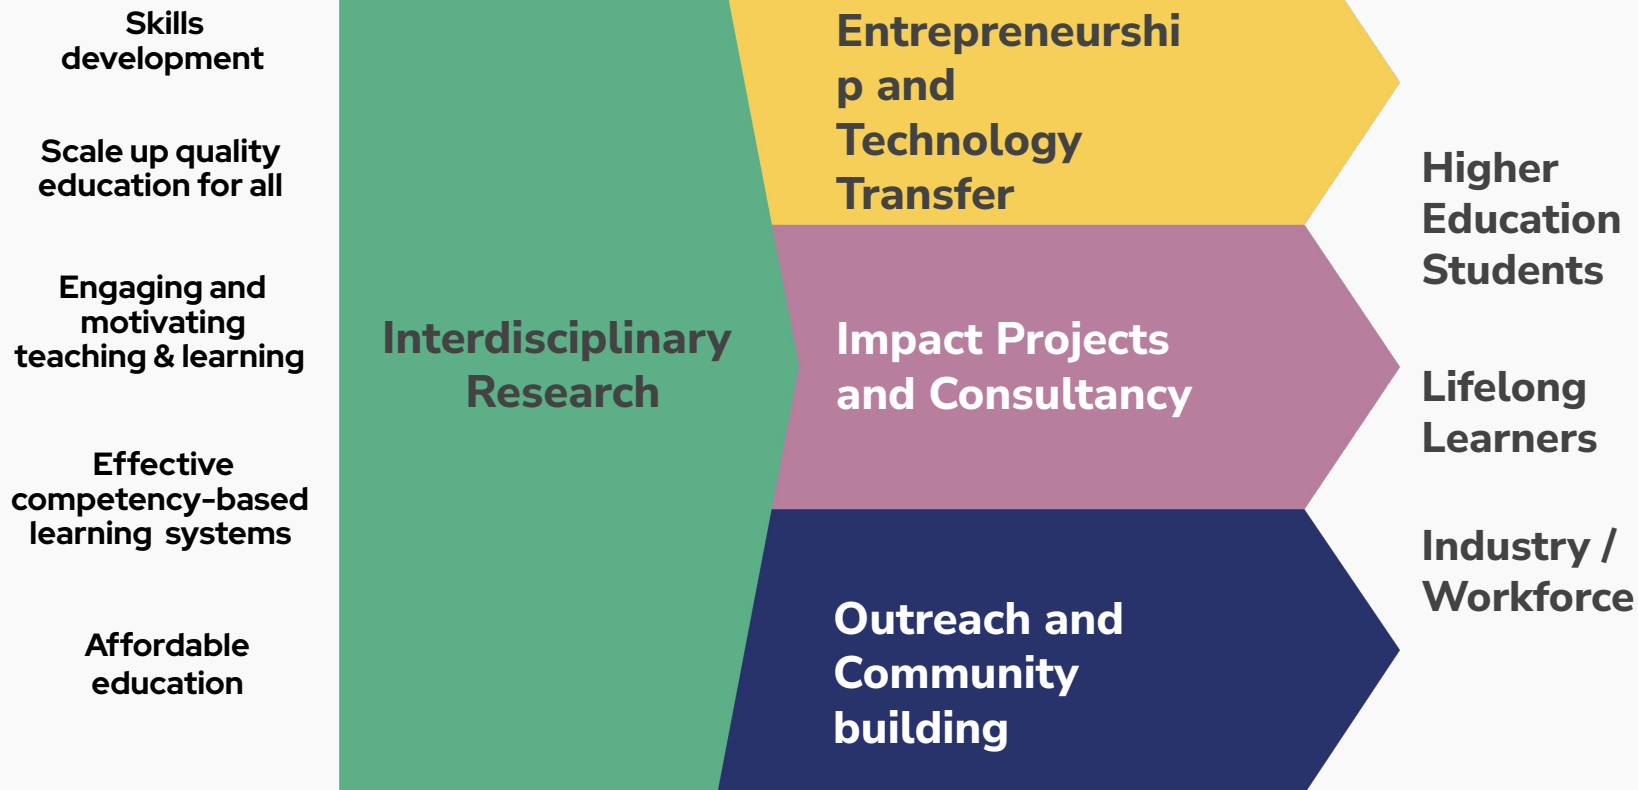 Skills
development
Scale up quality
education for all
Engaging and
motivating
teaching & learning
Effective
competency-based
learning systems
Affordable
education
Interdisciplinary
Research
Entrepreneurshi
p and
Technology
Transfer
Impact Projects
and Consultancy
Outreach and
Community
building
Higher
Education
Students
Lifelong
Learners
Industry /
Workforce